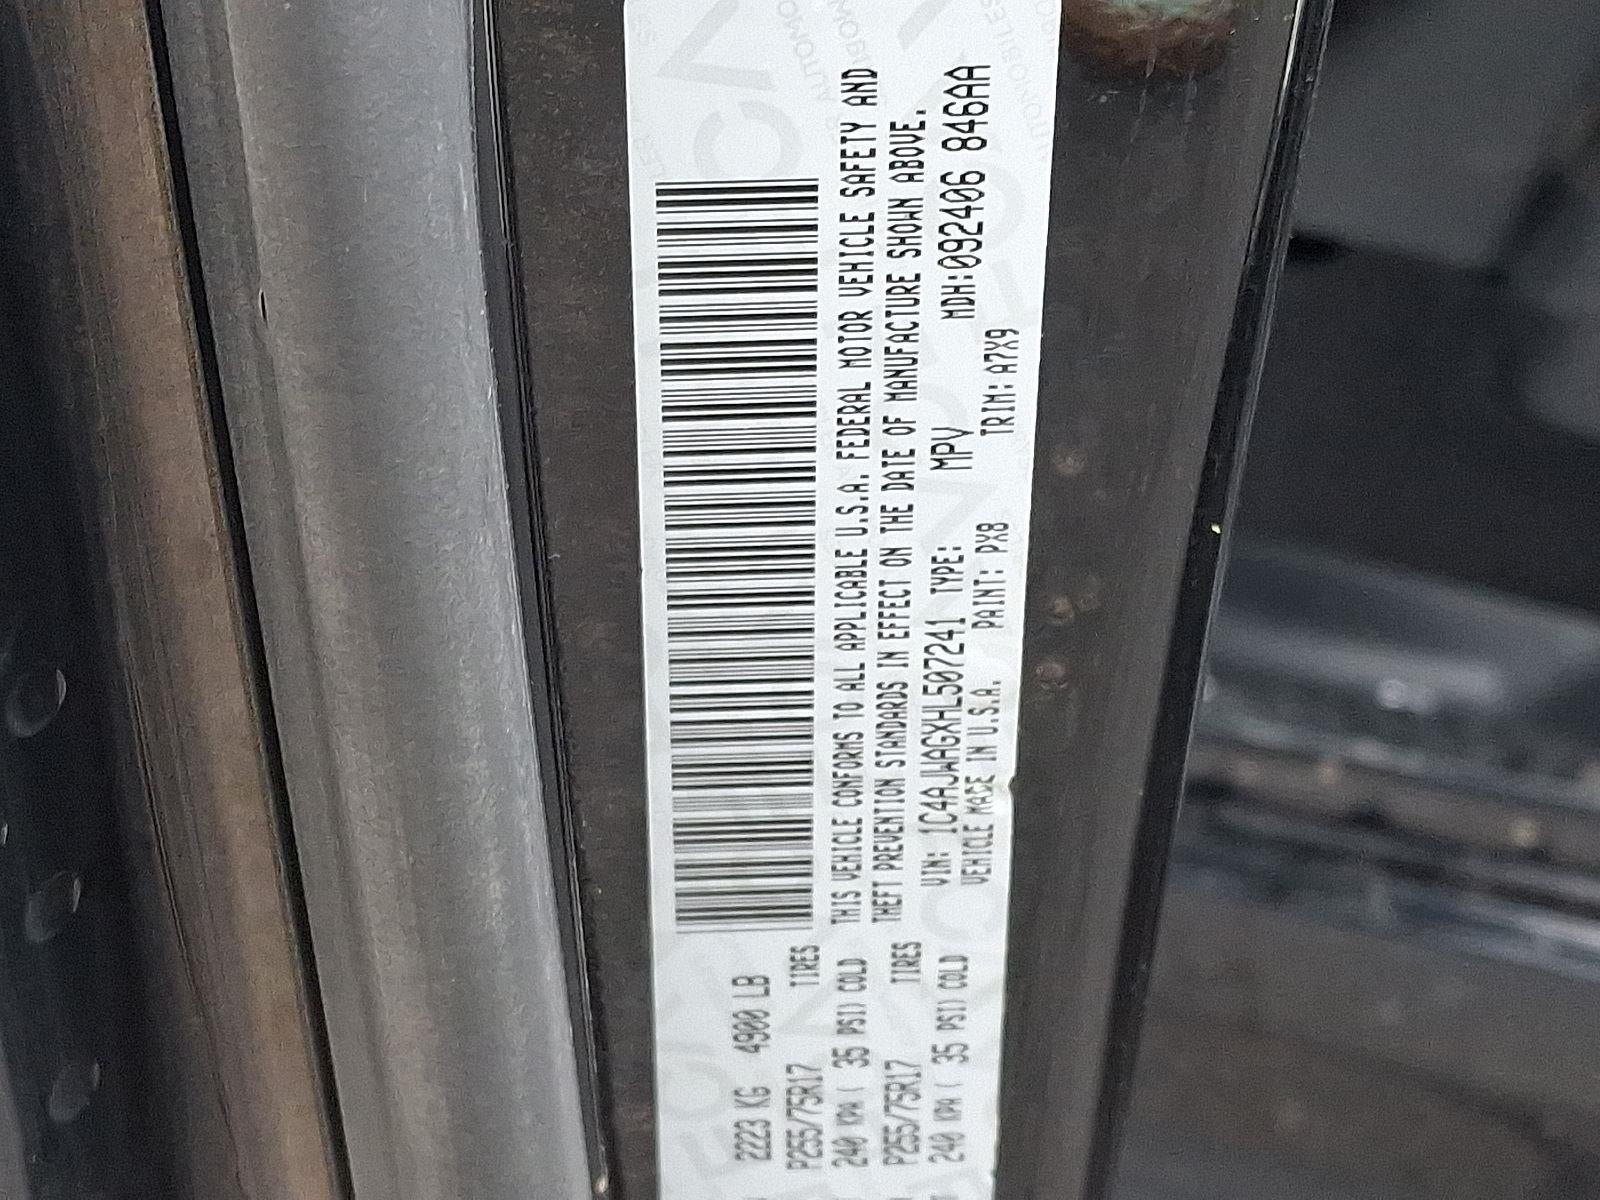 2223 KG 4900 LB
P255/75R17 TIRES
240 KPA ( 35 PSI) COLD
P255/75R17 TIRES
240 KPA ( 35 PSI) COLD
THIS VEHICLE CONFORMS TO ALL APPLICABLE U.S.A. FEDERAL MOTOR VEHICLE SAFETY AND
THEFT PREVENTION STANDARDS IN EFFECT ON THE DATE OF MANUFACTURE SHOWN ABOVE.
VIN: 1C4AJWAGXHL507241 TYPE: MPV MDH:092406 846AA
VEHICLE MADE IN U.S.A. PAINT: PX8 TRIM: A7X9